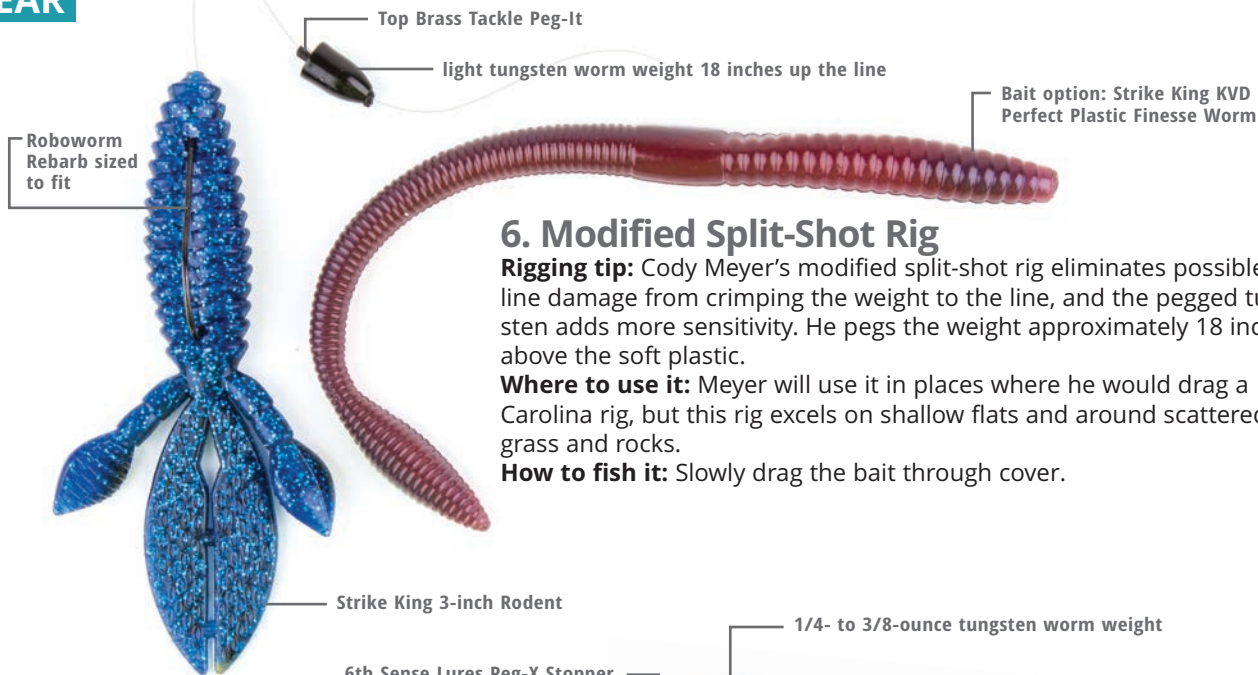 EAR
Top Brass Tackle Peg-It
light tungsten worm weight 18 inches up the line
Bait option: Strike King KVD
Perfect Plastic Finesse Worm
Roboworm
Rebarb sized
to fit
6. Modified Split-Shot Rig
Rigging tip: Cody Meyer’s modified split-shot rig eliminates possible
line damage from crimping the weight to the line, and the pegged tu
sten adds more sensitivity. He pegs the weight approximately 18 inc
above the soft plastic.
Where to use it: Meyer will use it in places where he would drag a
Carolina rig, but this rig excels on shallow flats and around scattered
grass and rocks.
How to fish it: Slowly drag the bait through cover.
Strike King 3-inch Rodent
1/4- to 3/8-ounce tungsten worm weight
6th Sense Lures Peg-X Stopper